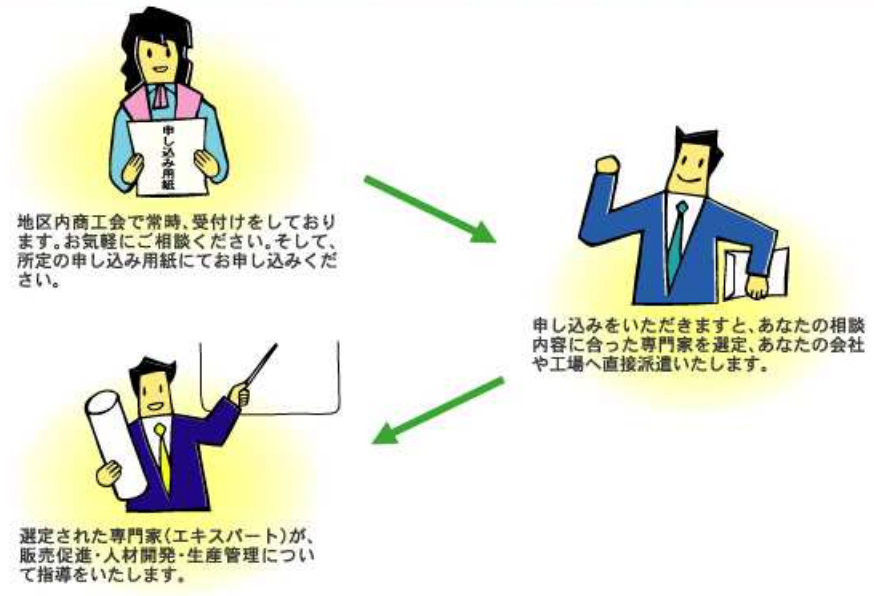 申し込み用紙
地区内商工会で常時、受付けをしており
ます。お気軽にご相談ください。そして、
所定の申し込み用紙にてお申し込みくだ
さい。
申し込みをいただきますと、あなたの相談
内容に合った専門家を選定、あなたの会社
や工場へ直接派遣いたします。
選定された専門家(エキスパート)が、
販売促進・人材開発・生産管理につい
て指導をいたします。